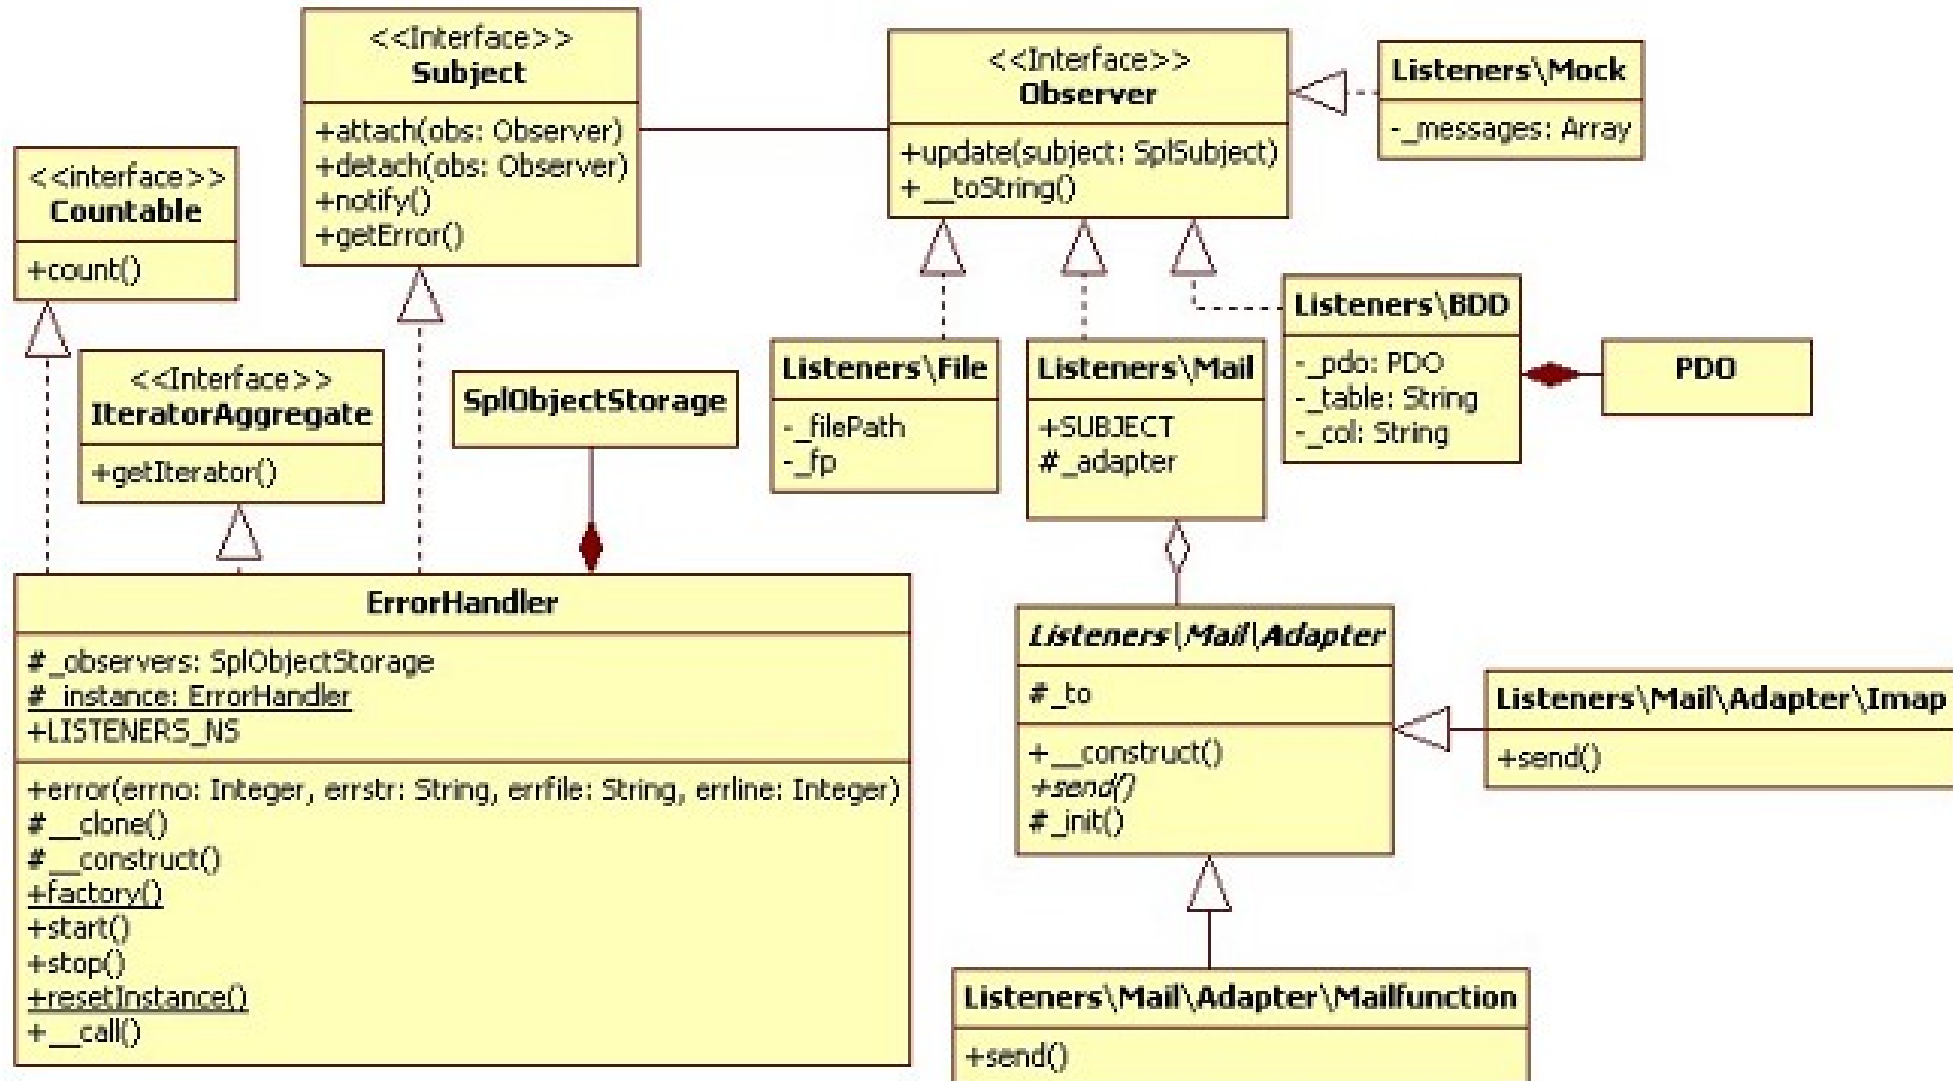 <<Interface>>
Subject
+attach(obs: Observer)
+detach(obs: Observer)
+notify()
+getError()
<<Interface>>
Observer
+update(subject: SplSubject)
+__toString()
Listeners\Mock
-_messages: Array
<<interface>>
Countable
+count()
<<Interface>>
IteratorAggregate
+getIterator()
SplObjectStorage
Listeners\File
-_filePath
-_fp
Listeners\Mail
+SUBJECT
#_adapter
Listeners\BDD
-_pdo: PDO
-_table: String
-_col: String
PDO
ErrorHandler
#_observers: SplObjectStorage
#_instance: ErrorHandler
+LISTENERS_NS
+error(errno: Integer, errstr: String, errfile: String, errline: Integer)
#__clone()
#__construct()
+factory()
+start()
+stop()
+resetInstance()
+__call()
Listeners\Mail\Adapter
#_to
+__construct()
+send()
#_init()
Listeners\Mail\Adapter\Imap
+send()
Listeners\Mail\Adapter\Mailfunction
+send()